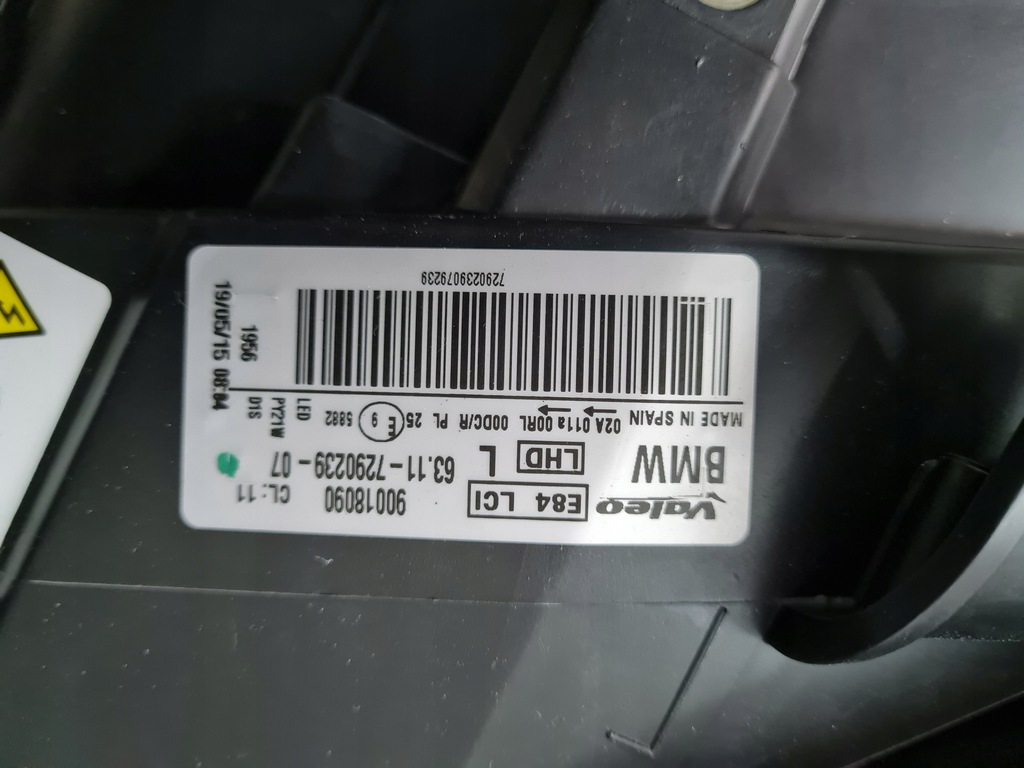 Valeo E84 LCI 90018090 CL: 11
BMW LHD L 63.11-7290239-07
MADE IN SPAIN 02A 011a 00RL 00DC/R PL 25 E 9 5882 LED PY21W D1S
1956
19/05/15 08:04
7290239079239